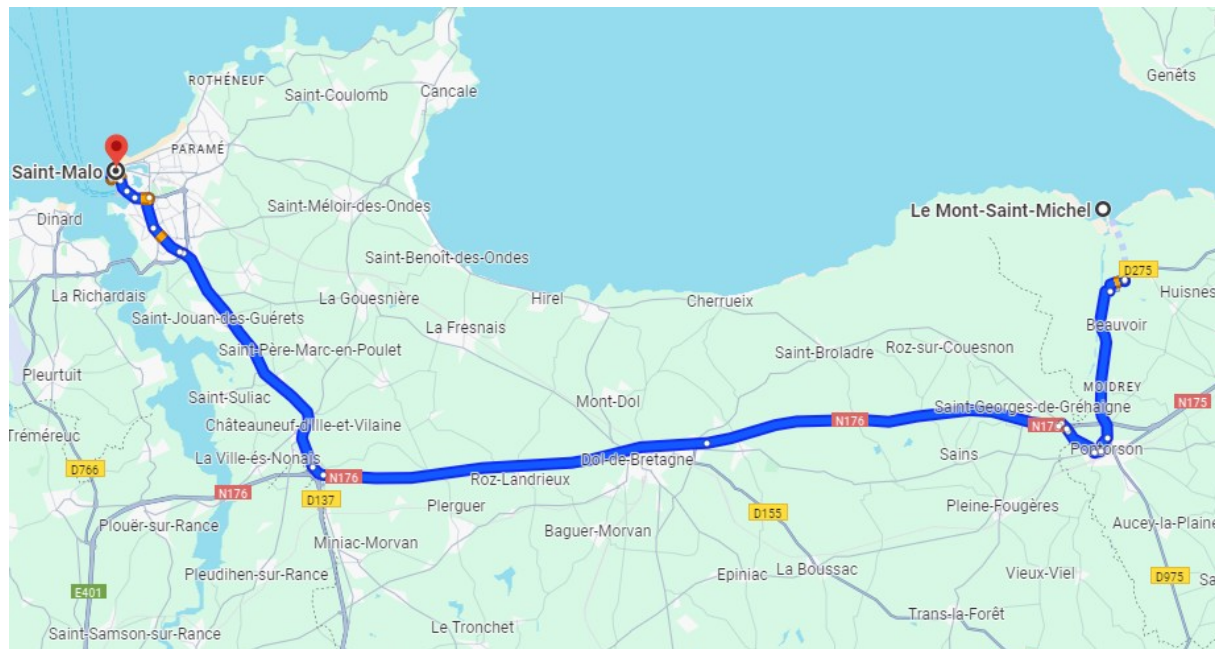 Genêts
ROTHÉNEUF
Saint-Coulomb
Cancale
PARAMÉ
Saint-Malo
Dinard
Saint-Méloir-des-Ondes
Le Mont-Saint-Michel
Saint-Benoît-des-Ondes
D275
La Richardais
La Gouesnière
Hirel
Cherrueix
Huisnes
Saint-Jouan-des-Guérets
La Fresnais
Beauvoir
Saint-Père-Marc-en-Poulet
Saint-Broladre
Roz-sur-Couesnon
Pleurtuit
Saint-Suliac
Mont-Dol
MOIDREY
N175
Saint-Georges-de-Gréhaigne
Châteauneuf-d'Ille-et-Vilaine
N176
N176
Tréméreuc
La Ville-ès-Nonais
Dol-de-Bretagne
Sains
Pontorson
D766
N176
N176
Roz-Landrieux
D137
Plerguer
D155
Pleine-Fougères
Plouër-sur-Rance
Baguer-Morvan
Aucey-la-Plaine
Miniac-Morvan
Pleudihen-sur-Rance
Epiniac
La Boussac
Vieux-Viel
D975
Sa
E401
Trans-la-Forêt
Saint-Samson-sur-Rance
Le Tronchet